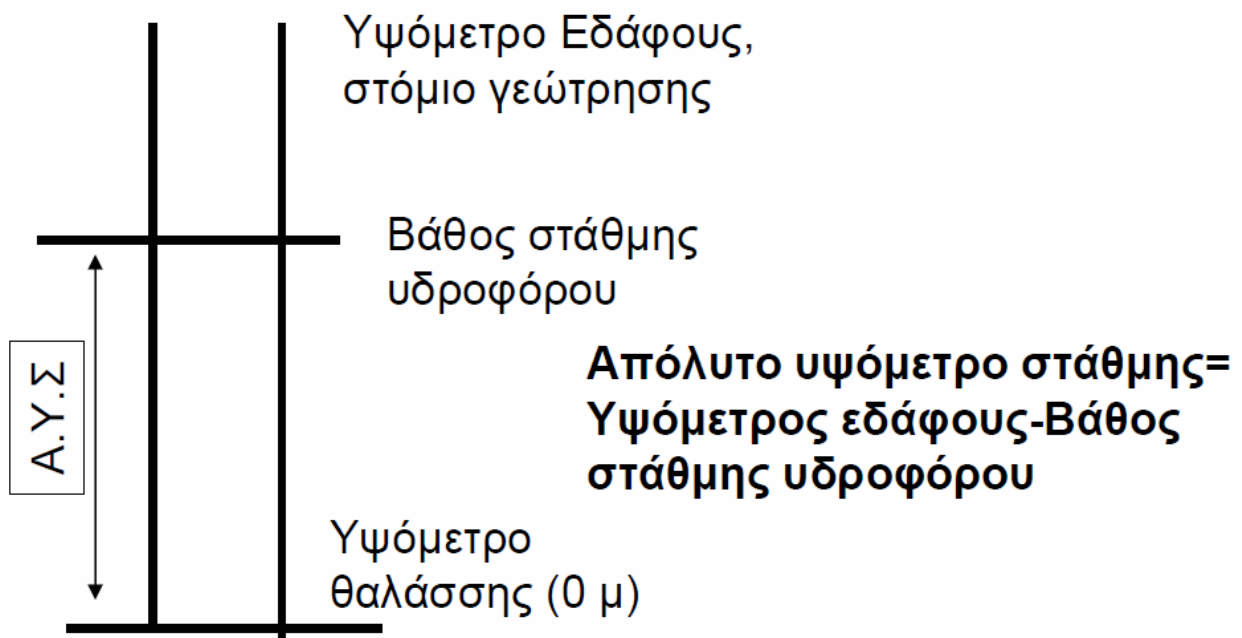 Υψόμετρο Εδάφους,
στόμιο γεώτρησης
Βάθος στάθμης
υδροφόρου
Α.Υ.Σ
Απόλυτο υψόμετρο στάθμης=
Υψόμετρος εδάφους-Βάθος
στάθμης υδροφόρου
Υψόμετρο
θαλάσσης (0 μ)